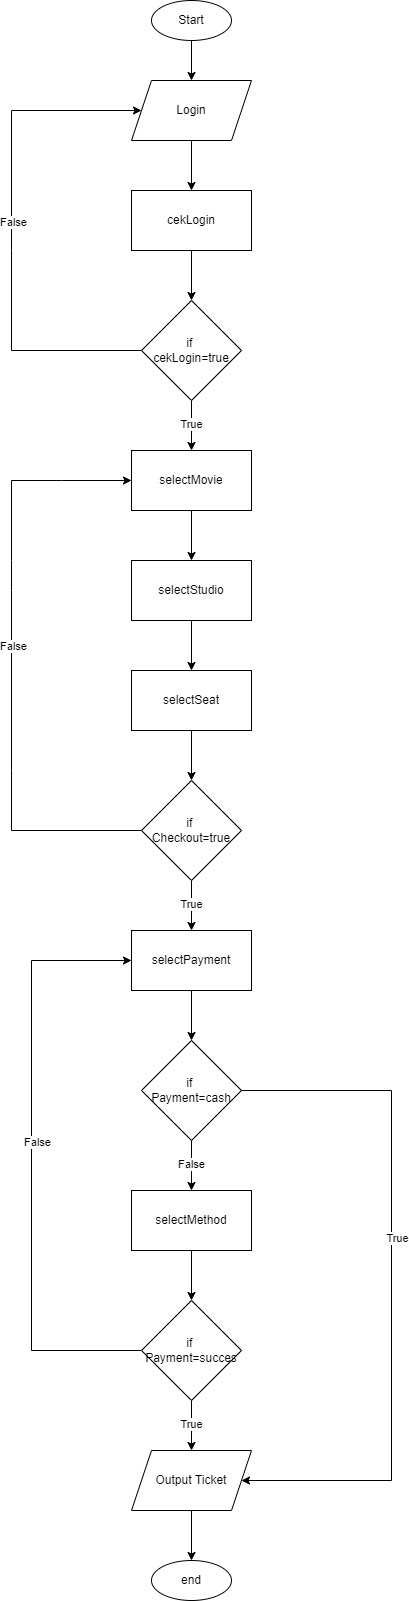 Start
Login
False
cekLogin
if
cekLogin=true
True
selectMovie
selectStudio
False
selectSeat
if
Checkout=true
True
selectPayment
if
Payment=cash
False
False
selectMethod
True
if
Payment=succes
True
Output Ticket
end